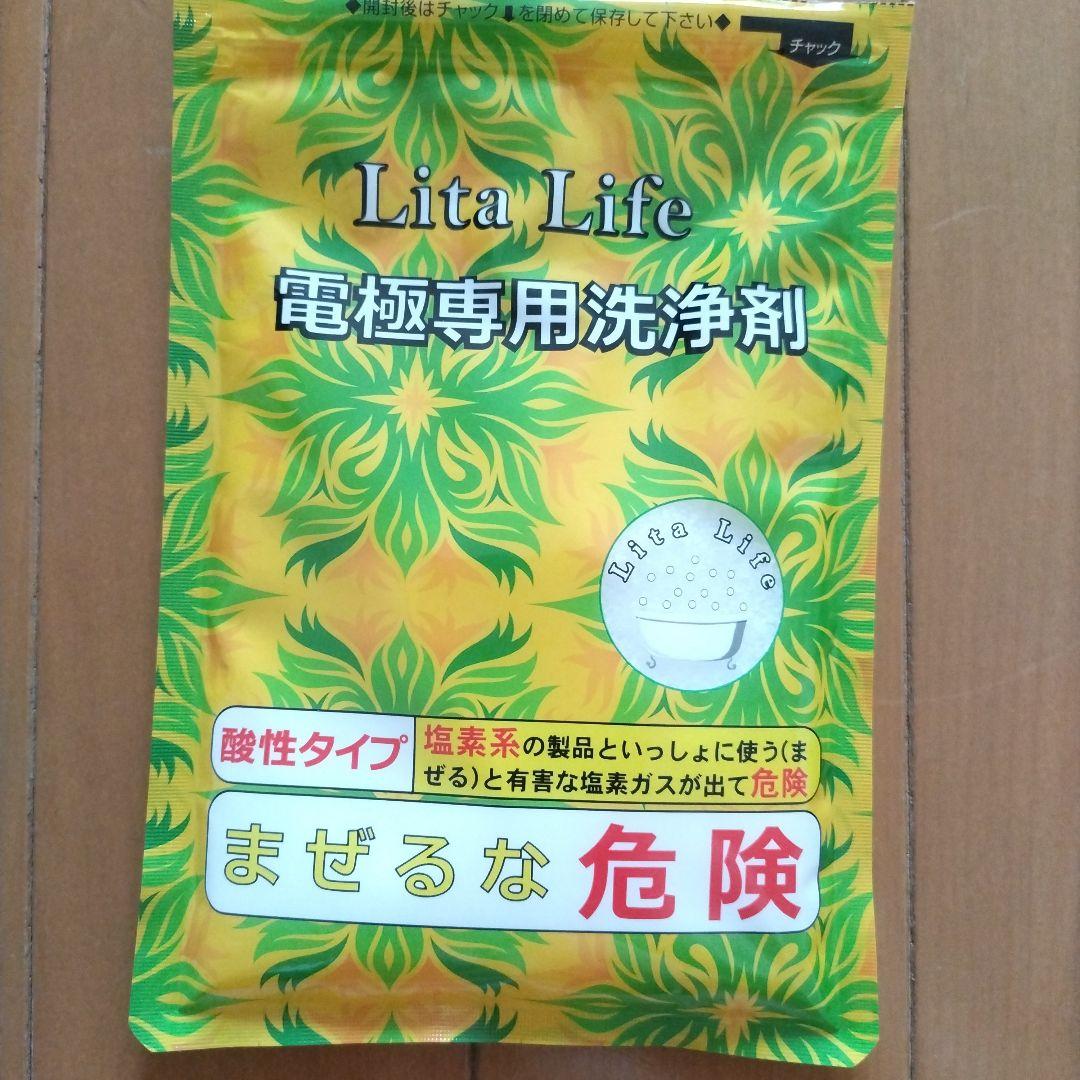 ◆開封後はチャック⬇を閉めて保存して下さい◆
チャック
Lita Life
電極専用洗浄剤
Lita Life
酸性タイプ
塩素系の製品といっしょに使う(ま
ぜる)と有害な塩素ガスが出て危険
まぜるな危険